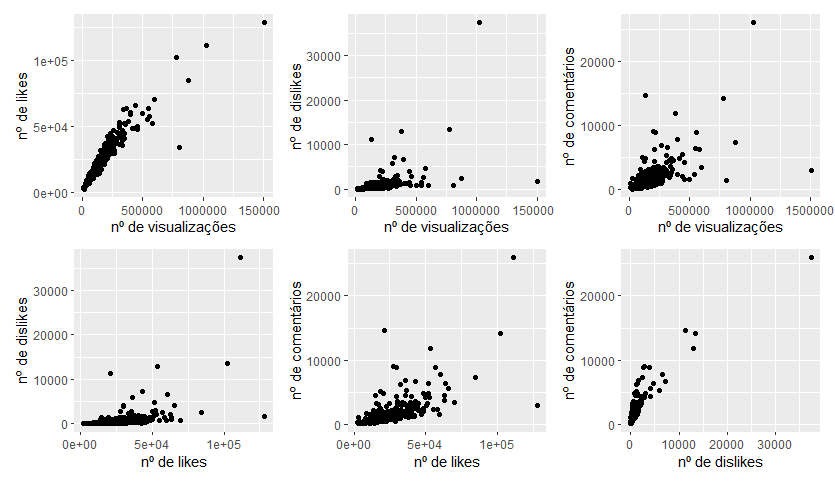 nº de likes
1e+05
5e+04
0e+00
0 500000 1000000 150000
nº de visualizações
nº de dislikes
30000
20000
10000
0
0 500000 1000000 1500000
nº de visualizações
nº de comentários
20000
10000
0
0 500000 1000000 1500000
nº de visualizações
nº de dislikes
30000
20000
10000
0
0e+00 5e+04 1e+05
nº de likes
nº de comentários
20000
10000
0
0e+00 5e+04 1e+05
nº de likes
nº de comentários
20000
10000
0
0 10000 20000 30000
nº de dislikes